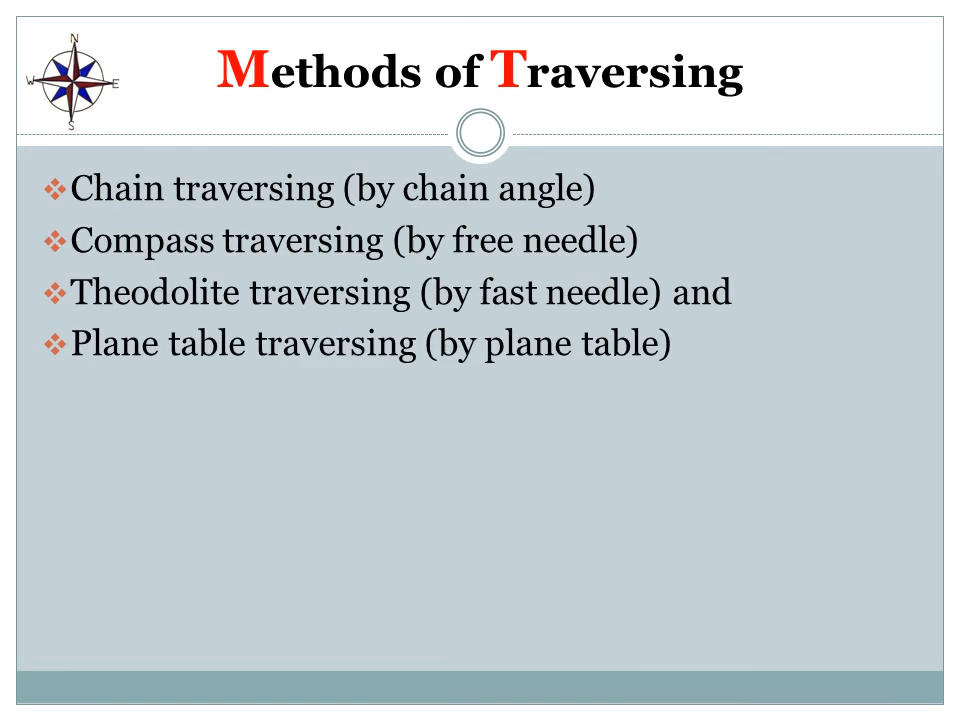 N
W E
S
Methods of Traversing
Chain traversing (by chain angle)
Compass traversing (by free needle)
Theodolite traversing (by fast needle) and
Plane table traversing (by plane table)